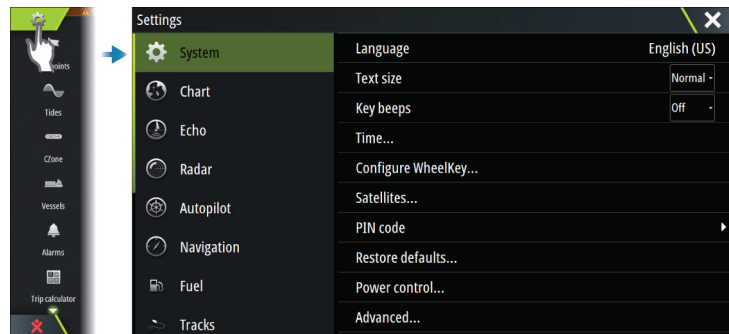 points
Tides
CZone
Vessels
Alarms
Trip calculator
Settings
System
Chart
Echo
Radar
Autopilot
Navigation
Fuel
Tracks
Language English (US)
Text size Normal
Key beeps Off
Time...
Configure WheelKey...
Satellites...
PIN code
Restore defaults...
Power control...
Advanced...